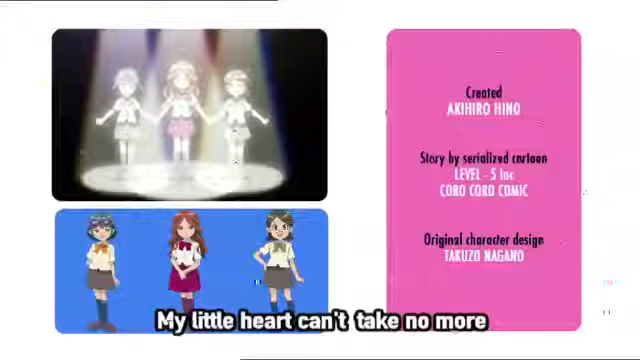 Created
AKIHIRO HINO
Story by serialized cartoon
LEVEL - 5 Inc
CORO CORO COMIC
Original character design
TAKUZO NAGANO
My little heart can't take no more